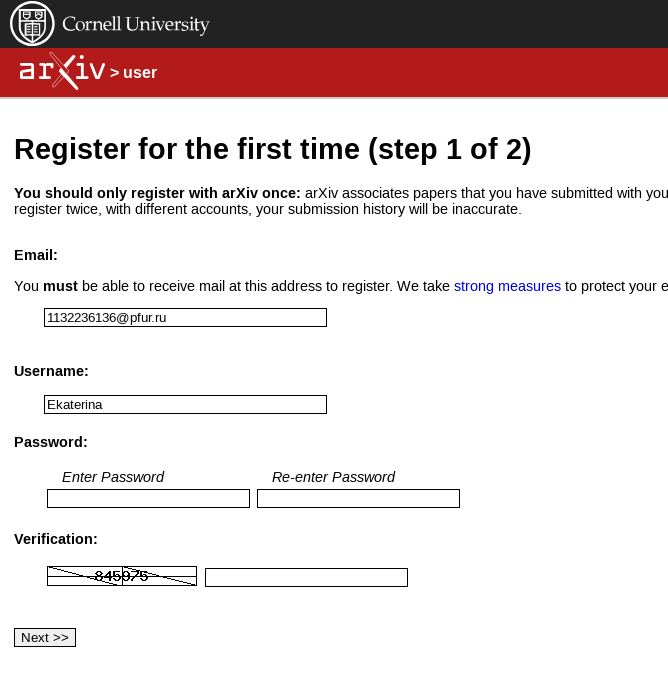 Cornell University
arXiv > user
Register for the first time (step 1 of 2)
You should only register with arXiv once: arXiv associates papers that you have submitted with you
register twice, with different accounts, your submission history will be inaccurate.
Email:
You must be able to receive mail at this address to register. We take strong measures to protect your e
1132236136@pfur.ru
Username:
Ekaterina
Password:
Enter Password Re-enter Password
Verification:
Next >>